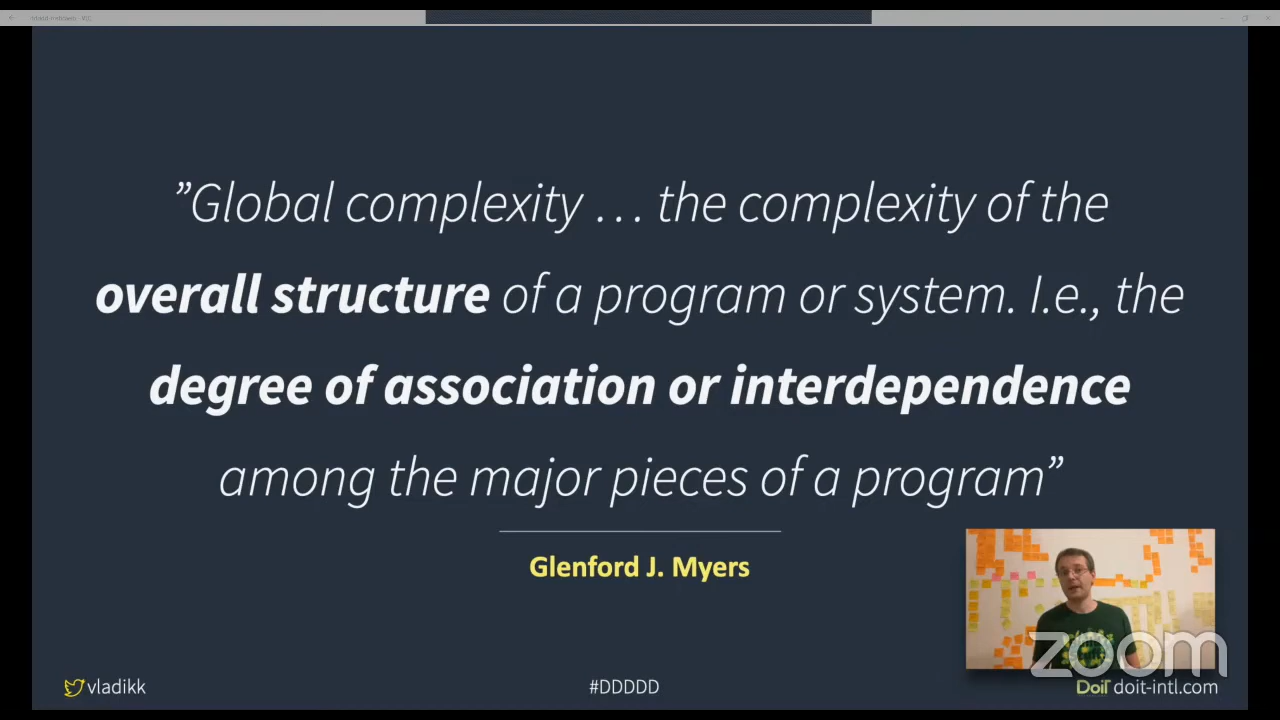 ”Global complexity … the complexity of the
overall structure of a program or system. I.e., the
degree of association or interdependence
among the major pieces of a program”
Glenford J. Myers
zoom
vladikk
#DDDDD
DoiT doit-intl.com